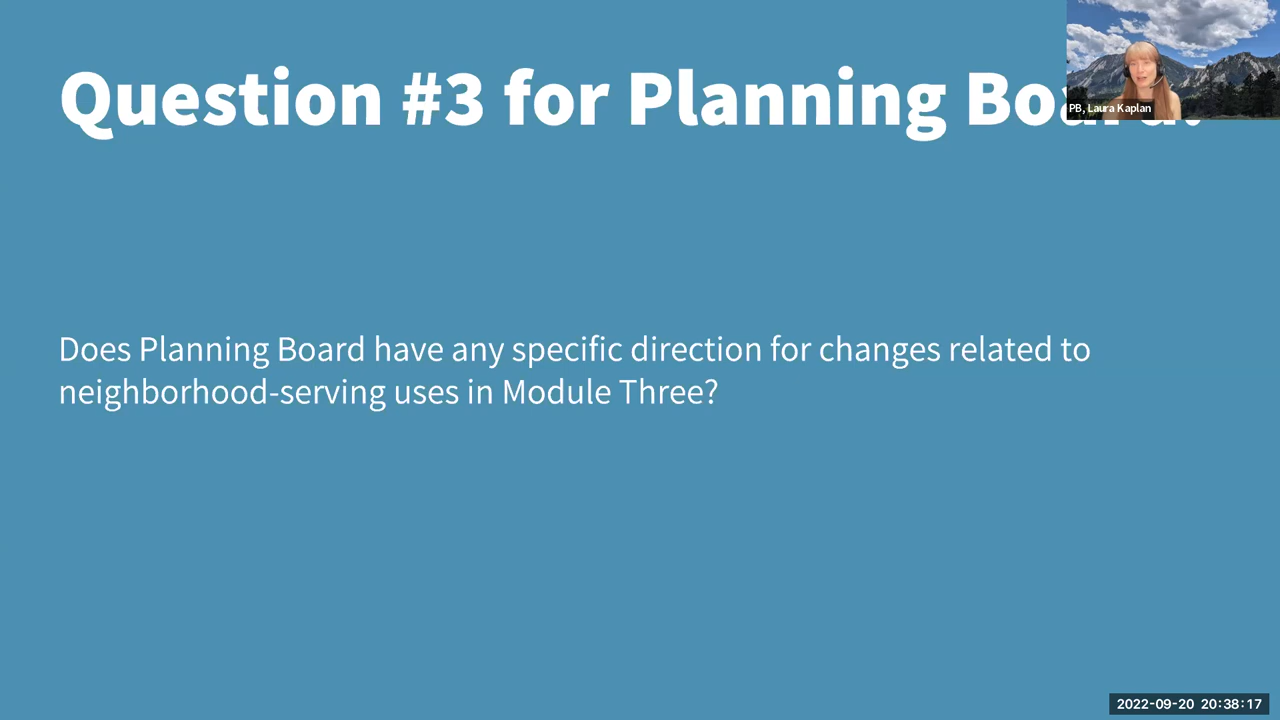 Question #3 for Planning
PB, Laura Kaplan
Does Planning Board have any specific direction for changes related to
neighborhood-serving uses in Module Three?
2022-09-20 20:38:17